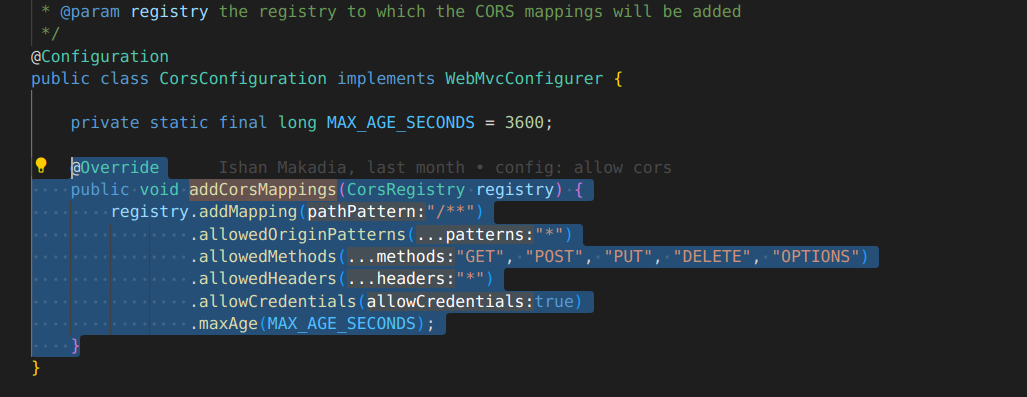 * @param registry the registry to which the CORS mappings will be added
*/
@Configuration
public class CorsConfiguration implements WebMvcConfigurer {
private static final long MAX_AGE_SECONDS = 3600;
@Override Ishan Makadia, last month • config: allow cors
public void addCorsMappings(CorsRegistry registry) {
registry.addMapping(pathPattern:"/**")
.allowedOriginPatterns(...patterns:"*")
.allowedMethods(...methods:"GET", "POST", "PUT", "DELETE", "OPTIONS")
.allowedHeaders(...headers:"*")
.allowCredentials(allowCredentials:true)
.maxAge(MAX_AGE_SECONDS);
}
}